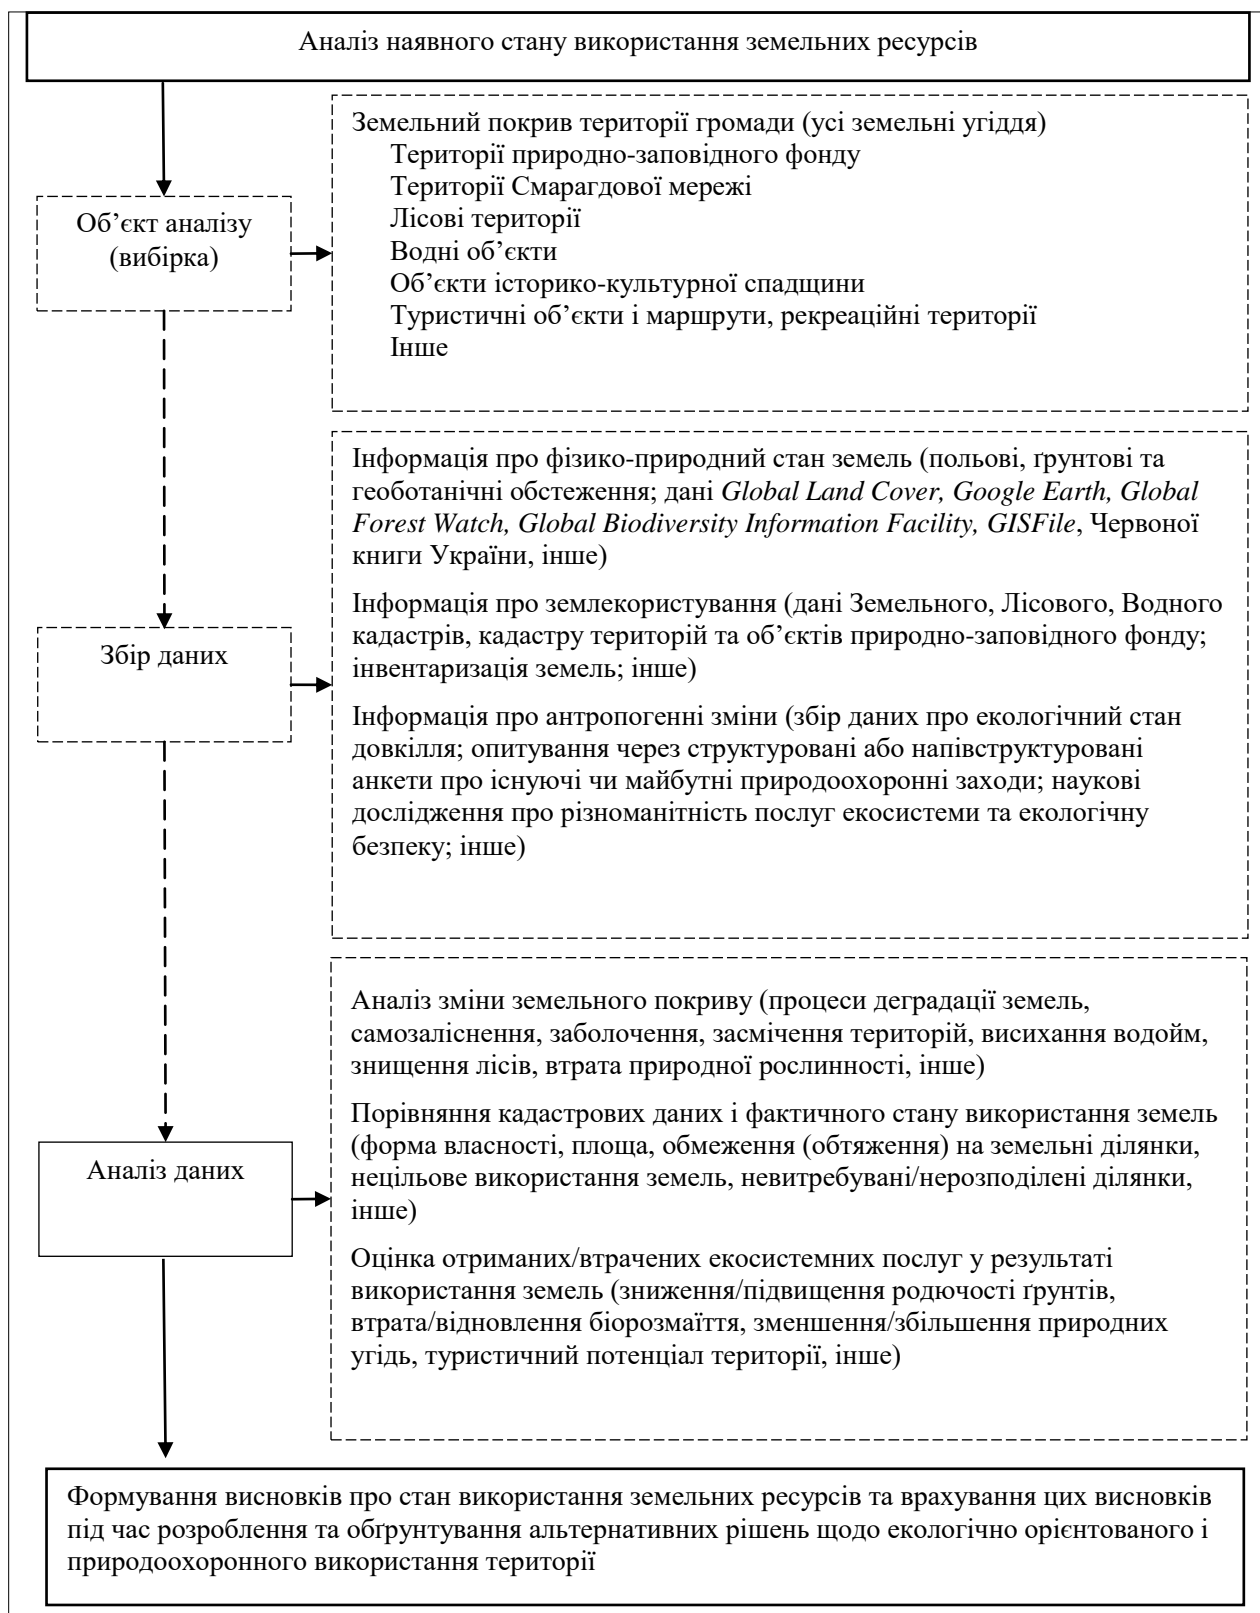 Аналіз наявного стану використання земельних ресурсів
Земельний покрив території громади (усі земельні угіддя)
Території природно-заповідного фонду
Території Смарагдової мережі
Лісові території
Водні об’єкти
Об’єкти історико-культурної спадщини
Туристичні об’єкти і маршрути, рекреаційні території
Інше
Об’єкт аналізу
(вибірка)
Інформація про фізико-природний стан земель (польові, ґрунтові та
геоботанічні обстеження; дані Global Land Cover, Google Earth, Global
Forest Watch, Global Biodiversity Information Facility, GISFile, Червоної
книги України, інше)
Інформація про землекористування (дані Земельного, Лісового, Водного
кадастрів, кадастру територій та об’єктів природно-заповідного фонду;
інвентаризація земель; інше)
Інформація про антропогенні зміни (збір даних про екологічний стан
довкілля; опитування через структуровані або напівструктуровані
анкети про існуючі чи майбутні природоохоронні заходи; наукові
дослідження про різноманітність послуг екосистеми та екологічну
безпеку; інше)
Збір даних
Аналіз зміни земельного покриву (процеси деградації земель,
самозаліснення, заболочення, засмічення територій, висихання водойм,
знищення лісів, втрата природної рослинності, інше)
Порівняння кадастрових даних і фактичного стану використання земель
(форма власності, площа, обмеження (обтяження) на земельні ділянки,
нецільове використання земель, невитребувані/нерозподілені ділянки,
інше)
Оцінка отриманих/втрачених екосистемних послуг у результаті
використання земель (зниження/підвищення родючості ґрунтів,
втрата/відновлення біорозмаїття, зменшення/збільшення природних
угідь, туристичний потенціал території, інше)
Аналіз даних
Формування висновків про стан використання земельних ресурсів та врахування цих висновків
під час розроблення та обґрунтування альтернативних рішень щодо екологічно орієнтованого і
природоохоронного використання території